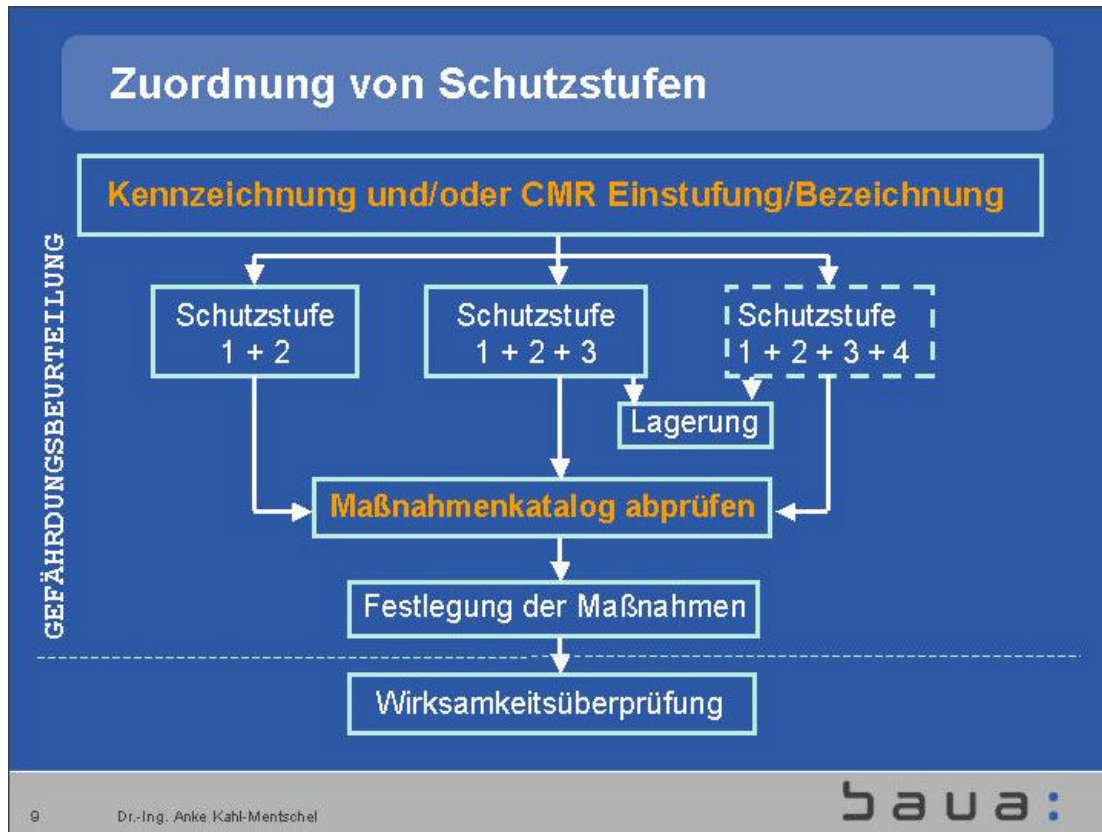 Zuordnung von Schutzstufen
Kennzeichnung und/oder CMR Einstufung/Bezeichnung
GEFÄHRDUNGSBEURTEILUNG
Schutzstufe
1 + 2
Schutzstufe
1 + 2 + 3
Schutzstufe
1 + 2 + 3 + 4
Lagerung
Maßnahmenkatalog abprüfen
Festlegung der Maßnahmen
Wirksamkeitsüberprüfung
9
Dr.-Ing. Anke Kahl-Mentschel
baua: